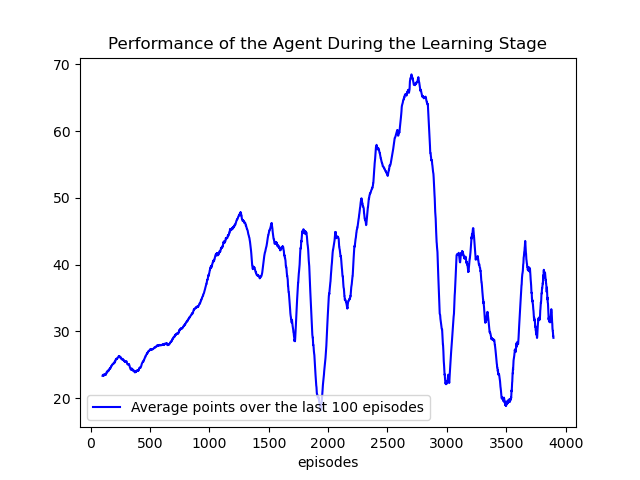 Performance of the Agent During the Learning Stage
70
60
50
40
30
20
Average points over the last 100 episodes
0 500 1000 1500 2000 2500 3000 3500 4000
episodes